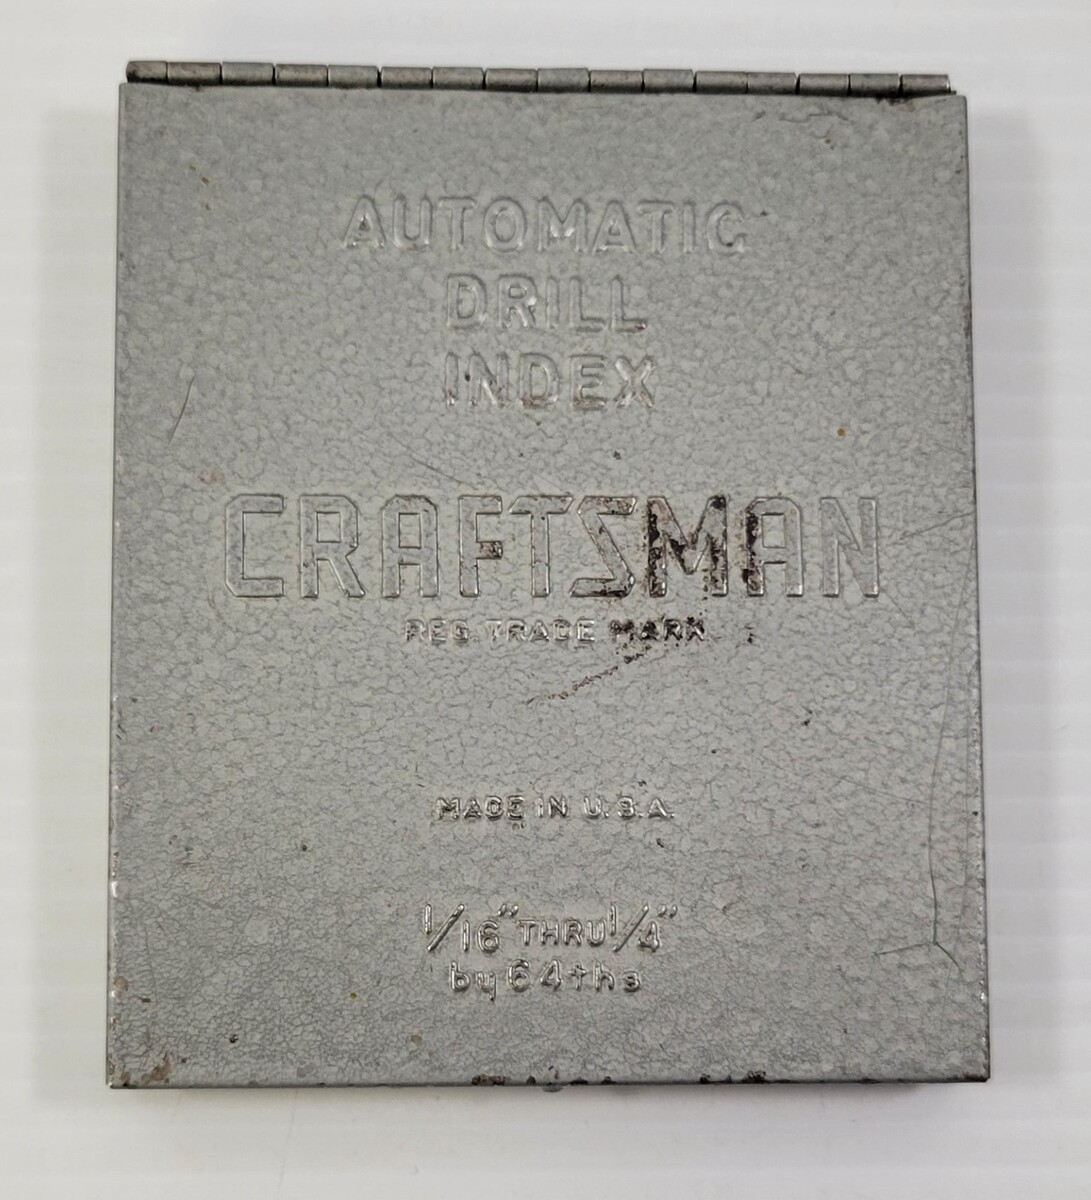 AUTOMATIC
DRILL
INDEX
CRAFTSMAN
REG. TRADE MARK
MADE IN U.S.A.
1/16" THRU 1/4"
by 64ths